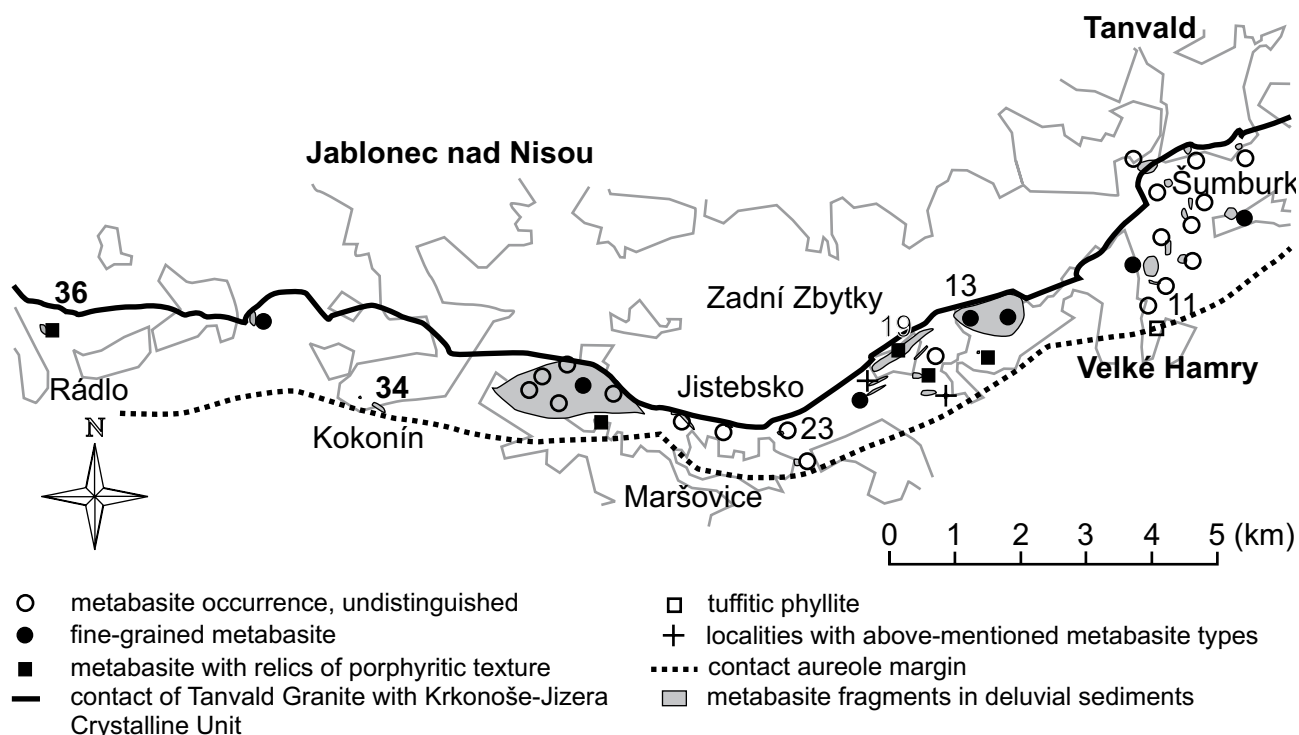 Tanvald
Jablonec nad Nisou
Šumburk
36
Zadní Zbytky
13
19
11
Rádlo
34
Jistebsko
Velké Hamry
N
Kokonín
23
Maršovice
0 1 2 3 4 5 (km)
metabasite occurrence, undistinguished
fine-grained metabasite
metabasite with relics of porphyritic texture
contact of Tanvald Granite with Krkonoše-Jizera
Crystalline Unit
tuffitic phyllite
localities with above-mentioned metabasite types
contact aureole margin
metabasite fragments in deluvial sediments